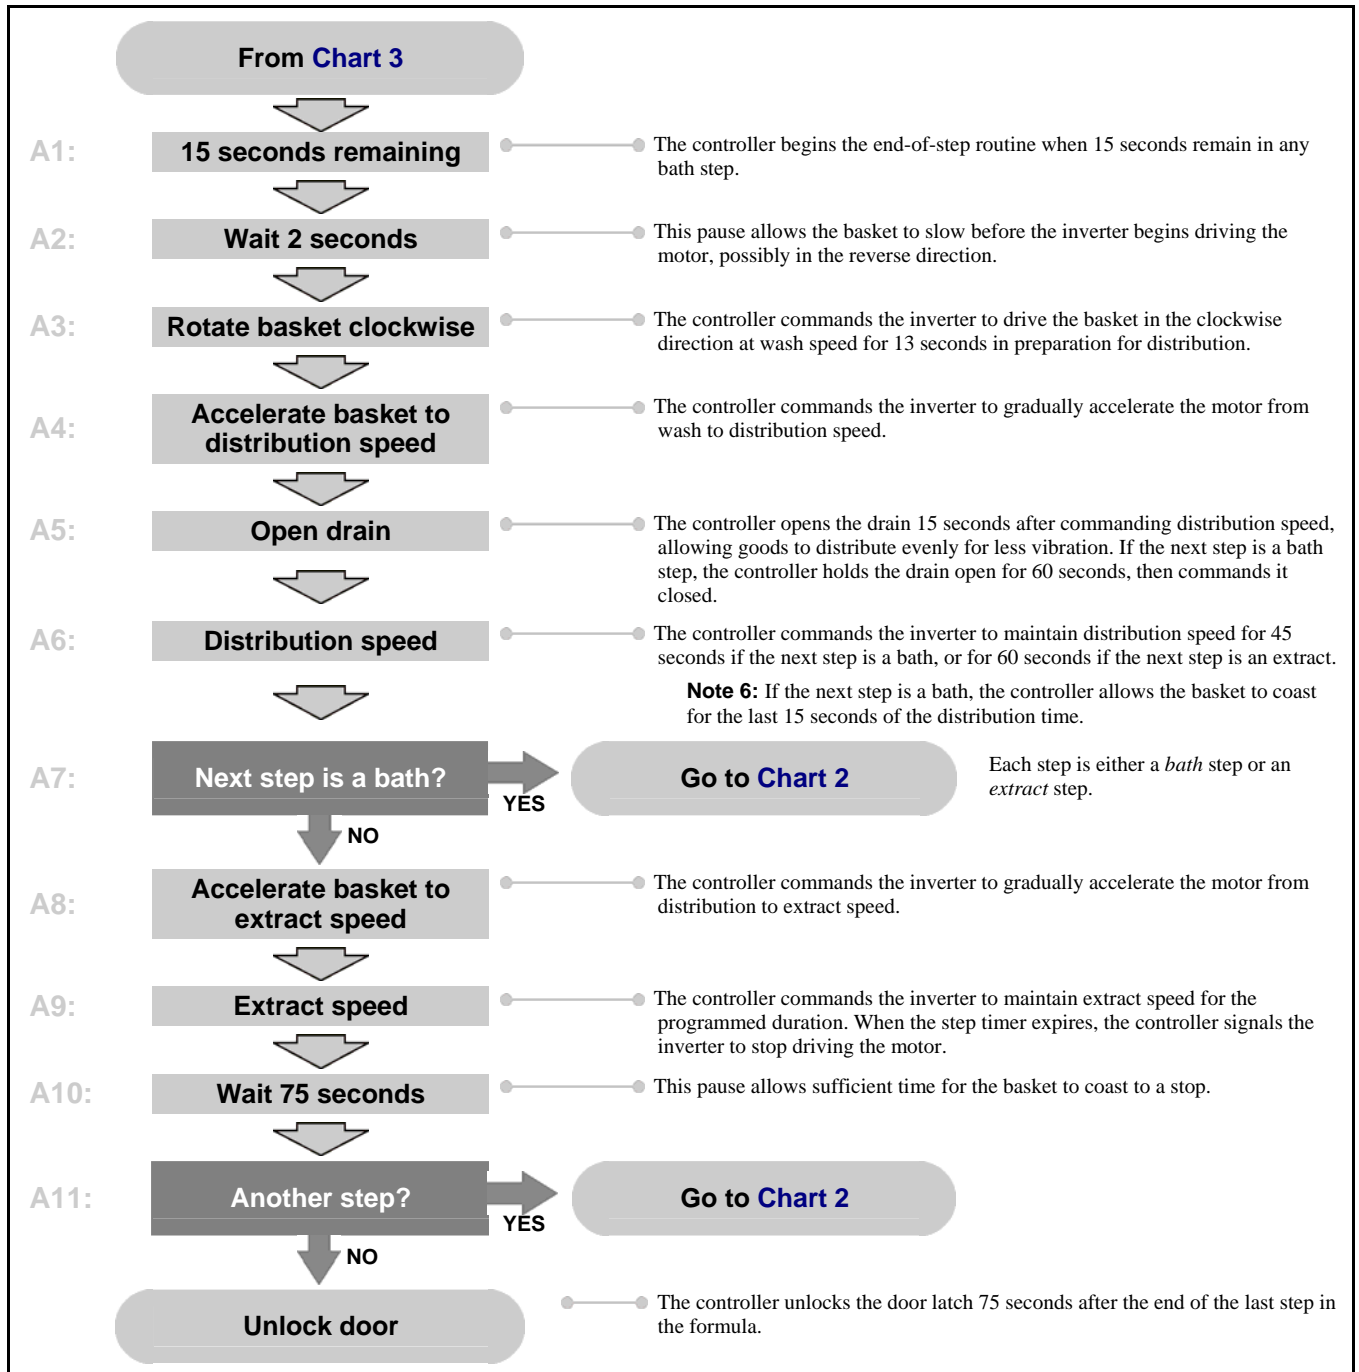 From Chart 3
A1:
15 seconds remaining
The controller begins the end-of-step routine when 15 seconds remain in any
bath step.
A2:
Wait 2 seconds
This pause allows the basket to slow before the inverter begins driving the
motor, possibly in the reverse direction.
A3:
Rotate basket clockwise
The controller commands the inverter to drive the basket in the clockwise
direction at wash speed for 13 seconds in preparation for distribution.
A4:
Accelerate basket to
distribution speed
The controller commands the inverter to gradually accelerate the motor from
wash to distribution speed.
A5:
Open drain
The controller opens the drain 15 seconds after commanding distribution speed,
allowing goods to distribute evenly for less vibration. If the next step is a bath
step, the controller holds the drain open for 60 seconds, then commands it
closed.
A6:
Distribution speed
The controller commands the inverter to maintain distribution speed for 45
seconds if the next step is a bath, or for 60 seconds if the next step is an extract.
Note 6: If the next step is a bath, the controller allows the basket to coast
for the last 15 seconds of the distribution time.
A7:
Next step is a bath?
YES
Go to Chart 2
Each step is either a bath step or an
extract step.
NO
A8:
Accelerate basket to
extract speed
The controller commands the inverter to gradually accelerate the motor from
distribution to extract speed.
A9:
Extract speed
The controller commands the inverter to maintain extract speed for the
programmed duration. When the step timer expires, the controller signals the
inverter to stop driving the motor.
A10:
Wait 75 seconds
This pause allows sufficient time for the basket to coast to a stop.
A11:
Another step?
YES
Go to Chart 2
NO
Unlock door
The controller unlocks the door latch 75 seconds after the end of the last step in
the formula.